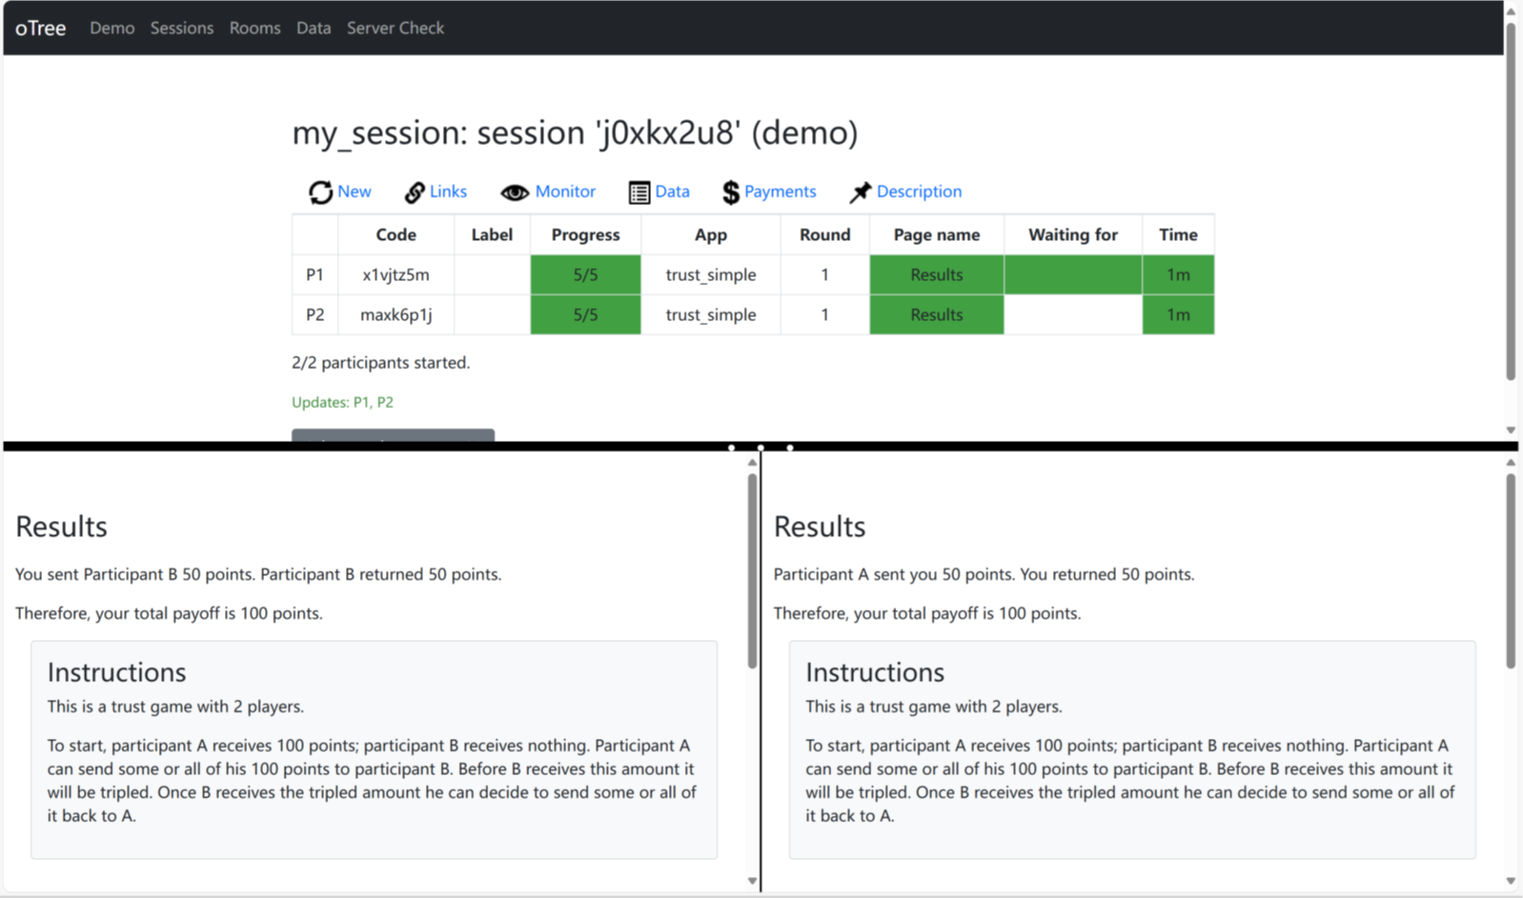 oTree Demo Sessions Rooms Data Server Check
my_session: session 'j0xkx2u8' (demo)
New Links Monitor Data Payments Description
Code Label Progress App Round Page name Waiting for Time
P1 x1vjtz5m 5/5 trust_simple 1 Results 1m
P2 maxk6p1j 5/5 trust_simple 1 Results 1m
2/2 participants started.
Updates: P1, P2
Results
You sent Participant B 50 points. Participant B returned 50 points.
Therefore, your total payoff is 100 points.
Instructions
This is a trust game with 2 players.
To start, participant A receives 100 points; participant B receives nothing. Participant A
can send some or all of his 100 points to participant B. Before B receives this amount it
will be tripled. Once B receives the tripled amount he can decide to send some or all of
it back to A.
Results
Participant A sent you 50 points. You returned 50 points.
Therefore, your total payoff is 100 points.
Instructions
This is a trust game with 2 players.
To start, participant A receives 100 points; participant B receives nothing. Participant A
can send some or all of his 100 points to participant B. Before B receives this amount it
will be tripled. Once B receives the tripled amount he can decide to send some or all of
it back to A.